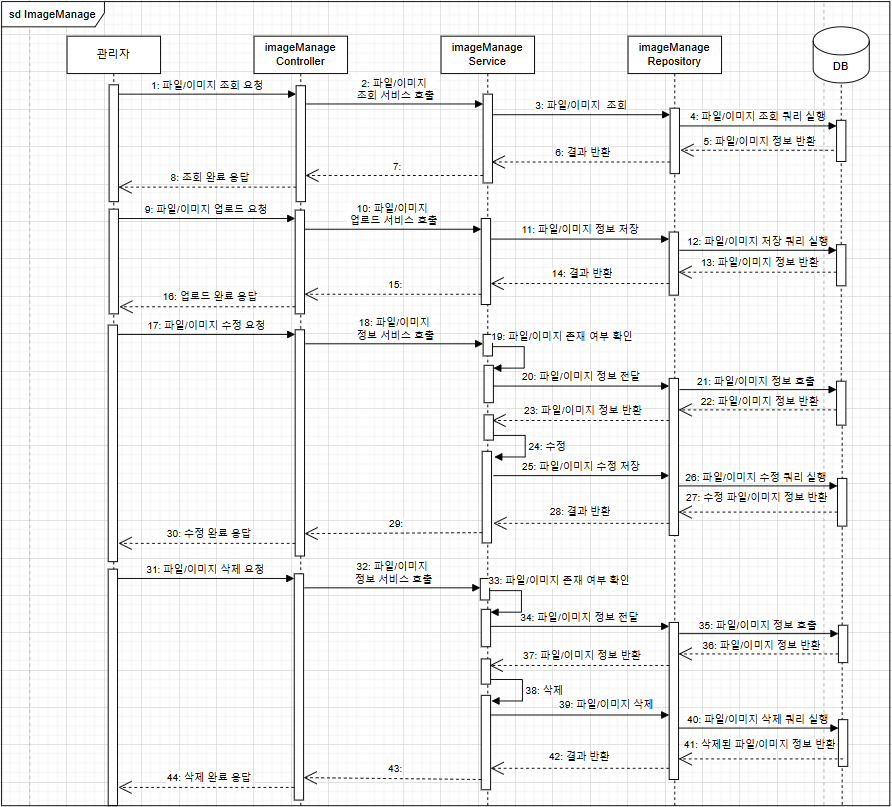 sd ImageManage
관리자
imageManage
Controller
imageManage
Service
imageManage
Repository
DB
1: 파일/이미지 조회 요청
2: 파일/이미지
조회 서비스 호출
3: 파일/이미지 조회
4: 파일/이미지 조회 쿼리 실행
5: 파일/이미지 정보 반환
6: 결과 반환
7:
8: 조회 완료 응답
9: 파일/이미지 업로드 요청
10: 파일/이미지
업로드 서비스 호출
11: 파일/이미지 정보 저장
12: 파일/이미지 저장 쿼리 실행
13: 파일/이미지 정보 반환
14: 결과 반환
15:
16: 업로드 완료 응답
17: 파일/이미지 수정 요청
18: 파일/이미지
정보 서비스 호출
19: 파일/이미지 존재 여부 확인
20: 파일/이미지 정보 전달
21: 파일/이미지 정보 호출
22: 파일/이미지 정보 반환
23: 파일/이미지 정보 반환
24: 수정
25: 파일/이미지 수정 저장
26: 파일/이미지 수정 쿼리 실행
27: 수정 파일/이미지 정보 반환
28: 결과 반환
29:
30: 수정 완료 응답
31: 파일/이미지 삭제 요청
32: 파일/이미지
정보 서비스 호출
33: 파일/이미지 존재 여부 확인
34: 파일/이미지 정보 전달
35: 파일/이미지 정보 호출
36: 파일/이미지 정보 반환
37: 파일/이미지 정보 반환
38: 삭제
39: 파일/이미지 삭제
40: 파일/이미지 삭제 쿼리 실행
41: 삭제된 파일/이미지 정보 반환
42: 결과 반환
43:
44: 삭제 완료 응답